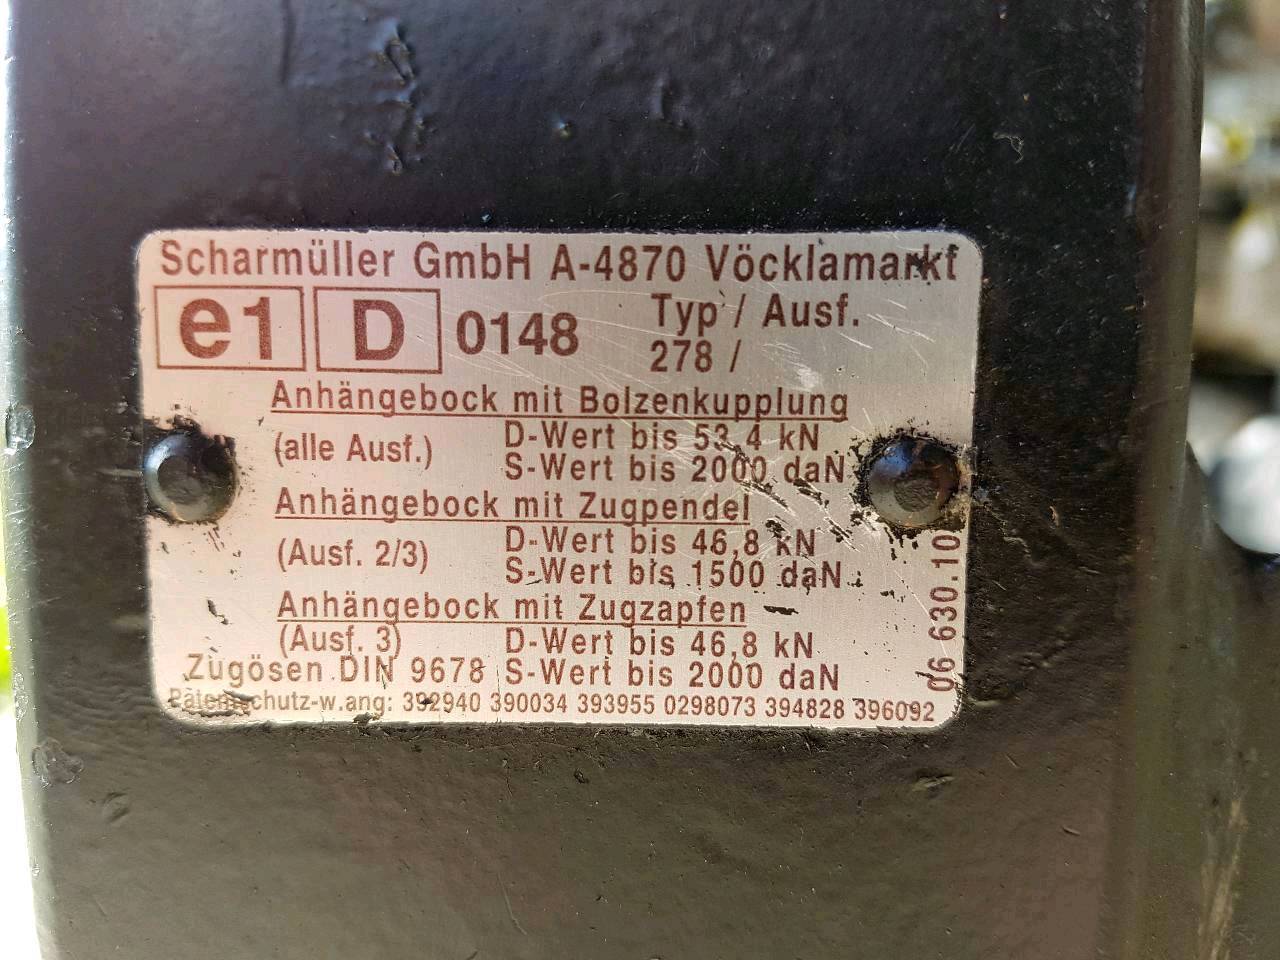 Scharmüller GmbH A-4870 Vöcklamarkt
e1 D 0148 Typ / Ausf.
278 /
Anhängebock mit Bolzenkupplung
(alle Ausf.) D-Wert bis 53,4 kN
S-Wert bis 2000 daN
Anhängebock mit Zugpendel
(Ausf. 2/3) D-Wert bis 46,8 kN
S-Wert bis 1500 daN
Anhängebock mit Zugzapfen
(Ausf. 3) D-Wert bis 46,8 kN
Zugösen DIN 9678 S-Wert bis 2000 daN
Patentschutz-w.ang: 392940 390034 393955 0298073 394828 396092
06 630.10